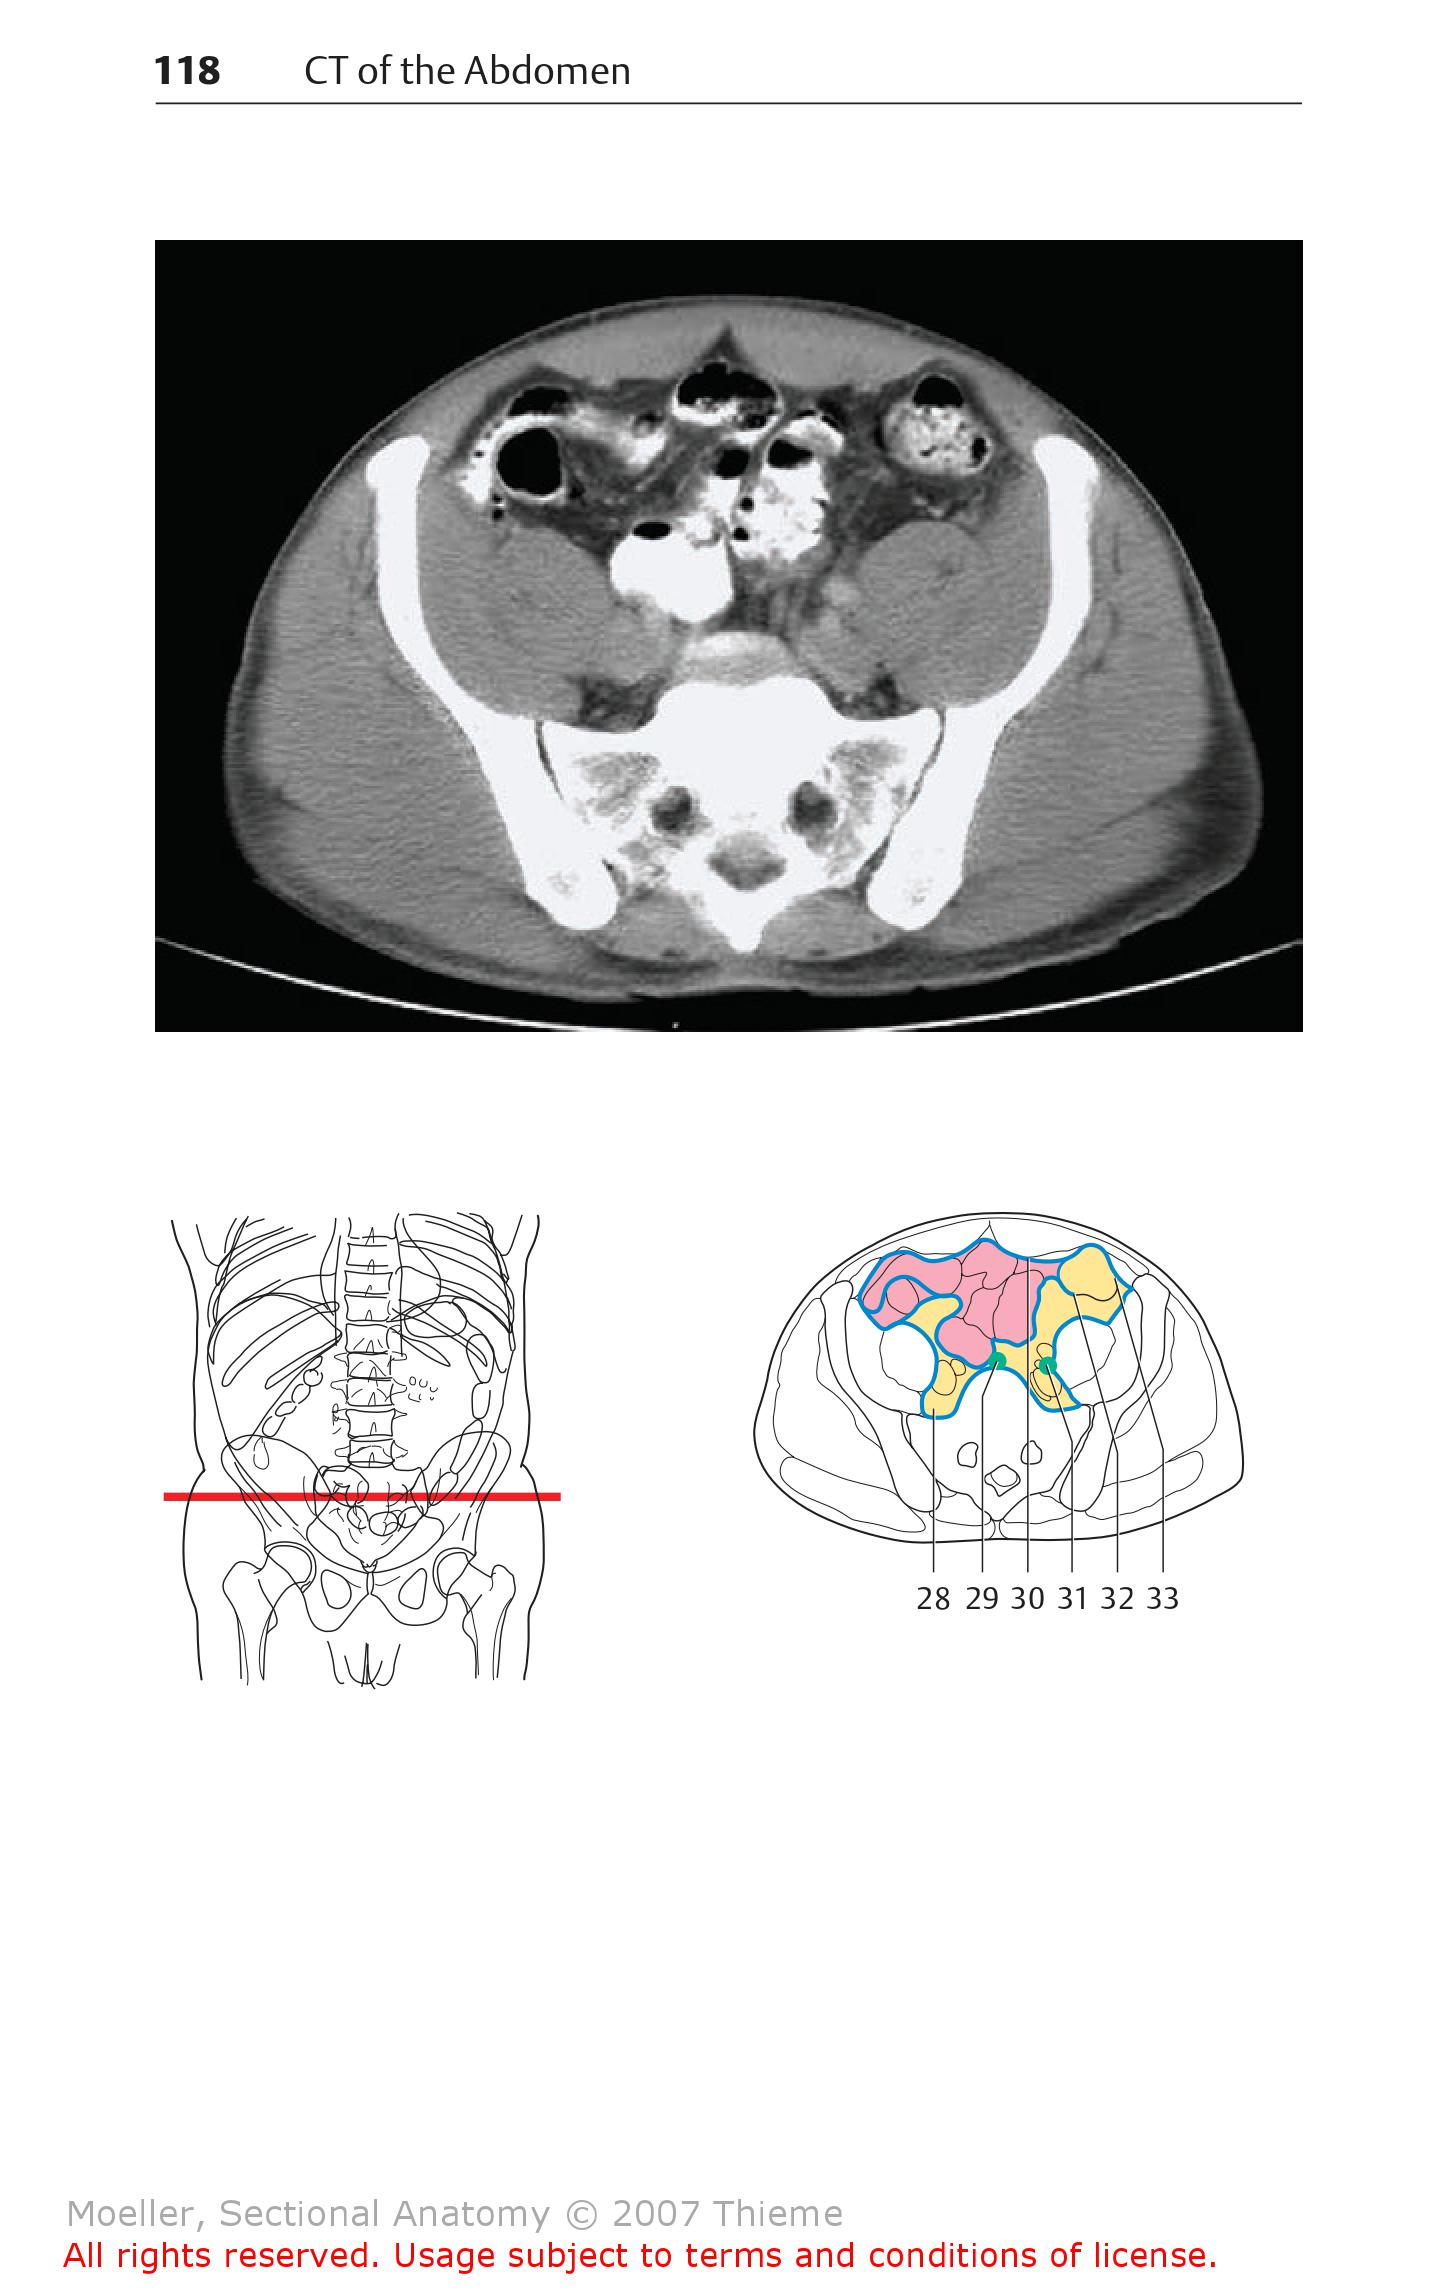 118 CT of the Abdomen
28 29 30 31 32 33
Moeller, Sectional Anatomy © 2007 Thieme
All rights reserved. Usage subject to terms and conditions of license.